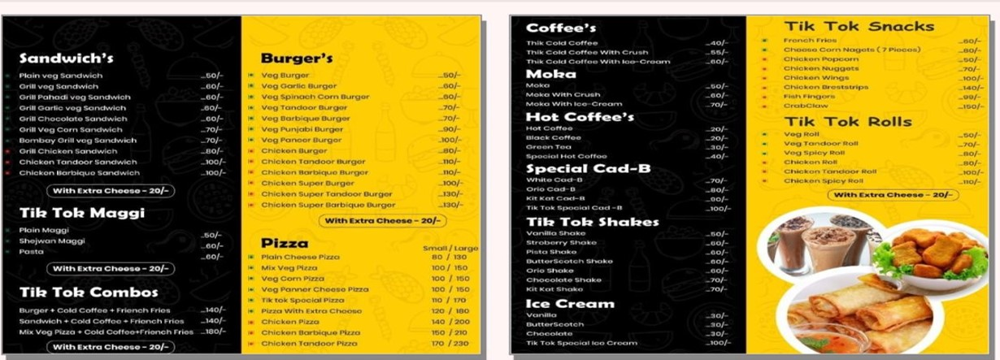 Sandwich's
Plain veg Sandwich ...50/-
Grill veg Sandwich ...60/-
Grill Pahadi veg Sandwich ...60/-
Grill Garlic veg Sandwich ...60/-
Grill Chocolate Sandwich ...60/-
Grill Veg Corn Sandwich ...70/-
Bombay Grill veg Sandwich ...70/-
Grill Chicken Sandwich ...80/-
Chicken Tandoor Sandwich ...100/-
Chicken Barbique Sandwich ...100/-
With Extra Cheese - 20/-
Tik Tok Maggi
Plain Maggi ...50/-
Shejwan Maggi ...60/-
Pasta ...60/-
With Extra Cheese - 20/-
Tik Tok Combos
Burger + Cold Coffee + Friench Fries ...140/-
Sandwich + Cold Coffee + Friench Fries ...140/-
Mix Veg Pizza + Cold Coffee+Friench Fries ...180/-
With Extra Cheese - 20/-
Burger's
Veg Burger ...50/-
Veg Garlic Burger ...60/-
Veg Spinach Corn Burger ...60/-
Veg Tandoor Burger ...70/-
Veg Barbique Burger ...70/-
Veg Punjabi Burger ...90/-
Veg Paneer Burger ...100/-
Chicken Burger ...80/-
Chicken Tandoor Burger ...110/-
Chicken Barbique Burger ...110/-
Chicken Super Burger ...100/-
Chicken Super Tandoor Burger ...130/-
Chicken Super Barbique Burger ...130/-
With Extra Cheese - 20/-
Pizza
Small / Large
Plain Cheese Pizza 80 / 130
Mix Veg Pizza 100 / 150
Veg Corn Pizza 100 / 150
Veg Panner Cheese Pizza 100 / 150
Tik tok Special Pizza 110 / 170
Pizza With Extra Cheese 120 / 180
Chicken Pizza 140 / 200
Chicken Barbique Pizza 150 / 210
Chicken Tandoor Pizza 170 / 230
Coffee's
Thik Cold Coffee ...40/-
Thik Cold Coffee With Crush ...55/-
Thik Cold Coffee With Ice-Cream ...60/-
Moka
Moka ...50/-
Moka With Crush ...60/-
Moka With Ice-Cream ...70/-
Hot Coffee's
Hot Coffee ...20/-
Black Coffee ...20/-
Green Tea ...30/-
Special Hot Coffee ...40/-
Special Cad-B
White Cad-B ...70/-
Orio Cad-B ...80/-
Kit Kat Cad-B
Tik Tok Special Cad -B ...100/-
Tik Tok Shakes
Vanilla Shake ...50/-
Stroberry Shake ...60/-
Pista Shake ...60/-
ButterScotch Shake ...60/-
Orio Shake ...60/-
Chocolate Shake ...70/-
Kit Kat Shake ...70/-
Ice Cream
Vanilla ...30/-
ButterScotch ...30/-
Chocolate ...30/-
Tik Tok Special Ice Cream ...100/-
Tik Tok Snacks
French Fries
Cheese Corn Nagets ( 7 Pieces) ...80/-
Chicken Popcorn
Chicken Nuggets ...70/-
Chicken Wings ...100/-
Chicken Breststrips ...140/-
Fish Fingers ...99/-
CrabClaw ...150/-
Tik Tok Rolls
Veg Roll ...50/-
Veg Tandoor Roll ...70/-
Veg Spicy Roll ...80/-
Chicken Roll ...80/-
Chicken Tandoor Roll ...100/-
Chicken Spicy Roll ...110/-
With Extra Cheese - 20/-